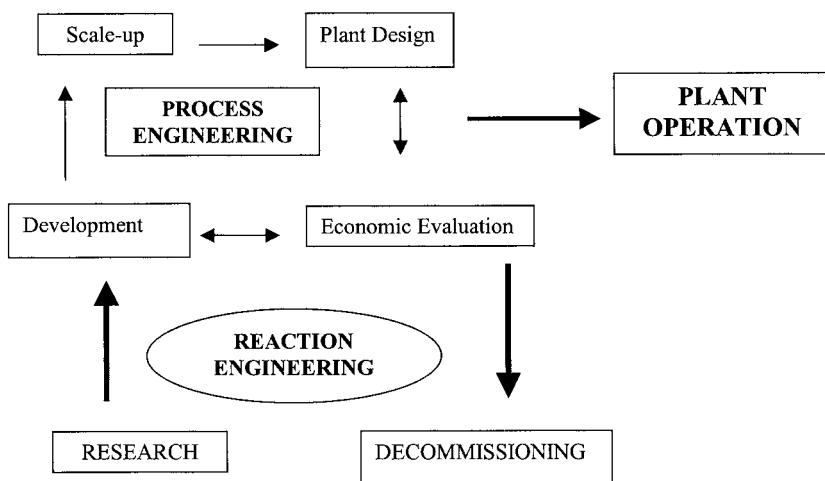 Scale-up
Plant Design
PROCESS
ENGINEERING
PLANT
OPERATION
Development
Economic Evaluation
REACTION
ENGINEERING
RESEARCH
DECOMMISSIONING